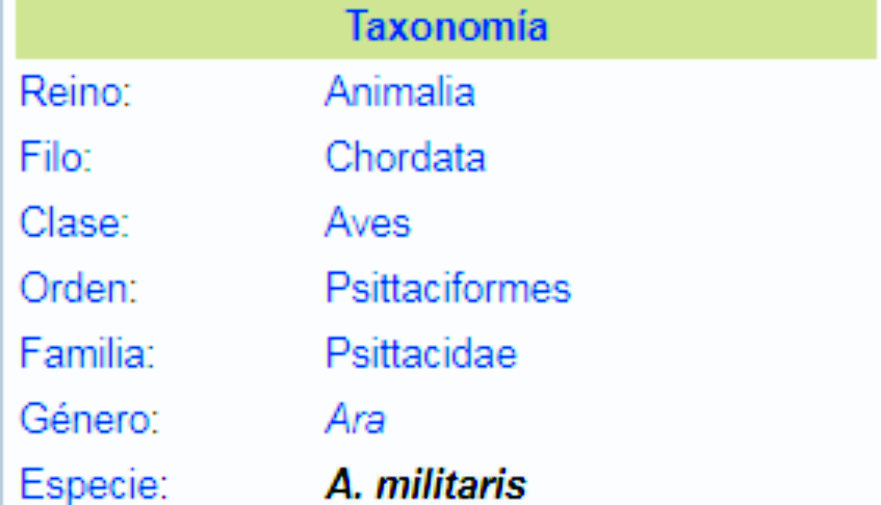 Taxonomía
Reino: Animalia
Filo: Chordata
Clase: Aves
Orden: Psittaciformes
Familia: Psittacidae
Género: Ara
Especie: A. militaris